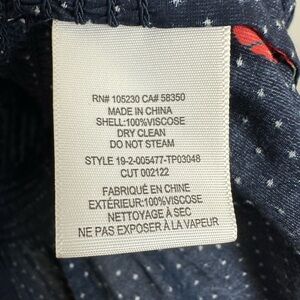 RN# 105230 CA# 58350
MADE IN CHINA
SHELL:100%VISCOSE
DRY CLEAN
DO NOT STEAM
STYLE 19-2-005477-TP03048
CUT 002122
FABRIQUÉ EN CHINE
EXTÉRIEUR:100%VISCOSE
NETTOYAGE À SEC
NE PAS EXPOSER À LA VAPEUR